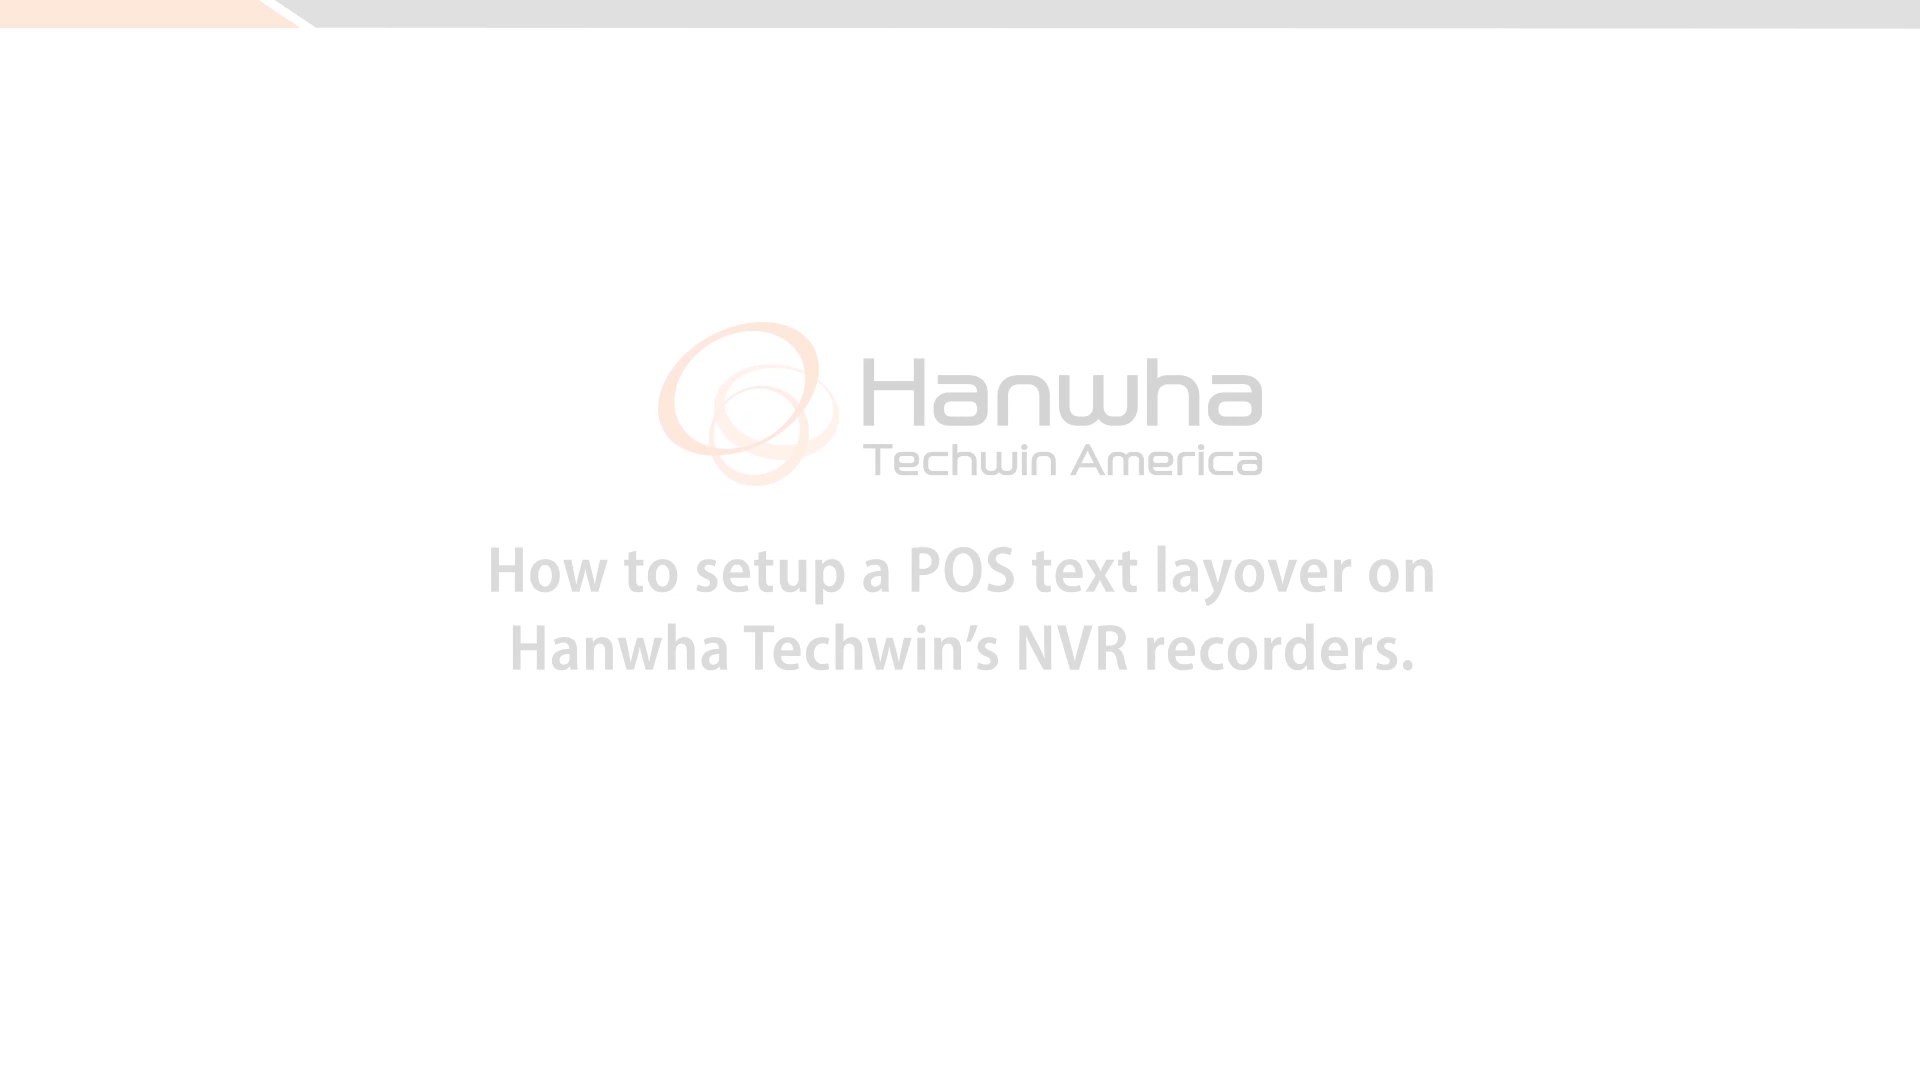 Hanwha
Techwin America
How to setup a POS text layover on
Hanwha Techwin’s NVR recorders.